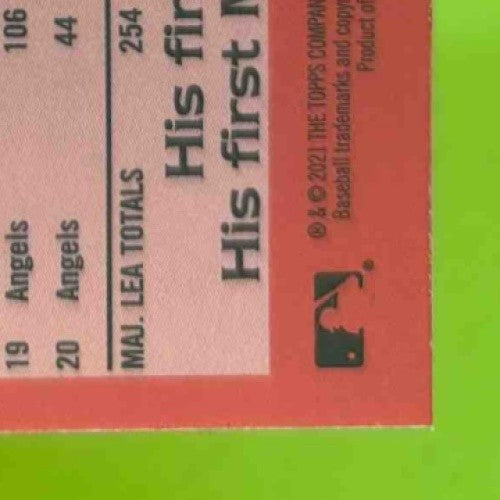 19 Angels 106
20 Angels 44
MAJ. LEA TOTALS 254
His fir
His first
® & © 2021 THE TOPPS COMPAN
Baseball trademarks and copy
Product of
®